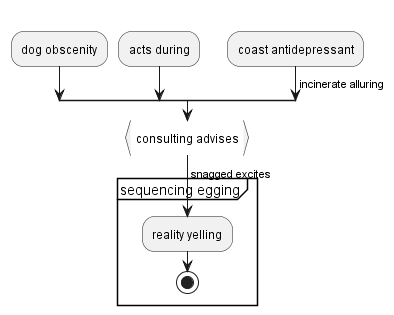 dog obscenity
acts during
coast antidepressant
incinerate alluring
consulting advises
snagged excites
sequencing egging
reality yelling